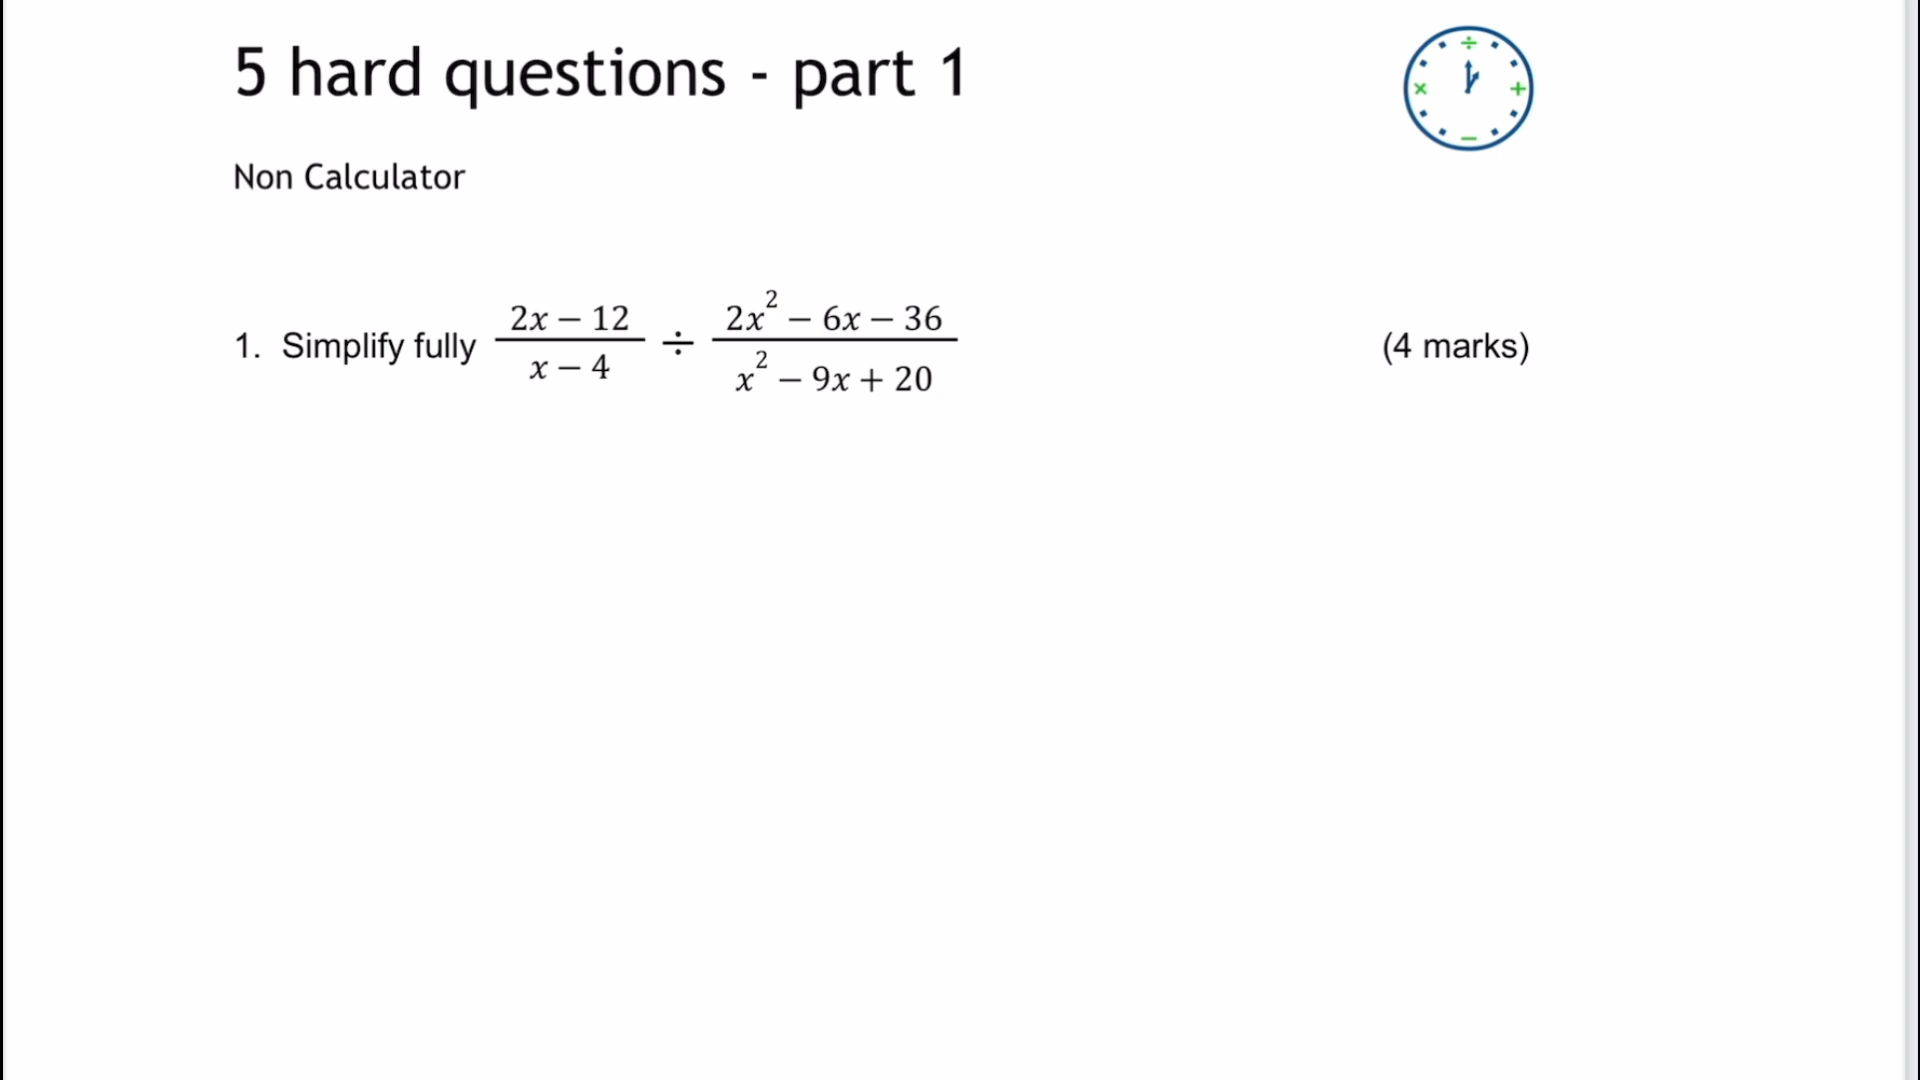 5 hard questions - part 1
Non Calculator
1. Simplify fully (2x − 12)/(x − 4) ÷ (2x² − 6x − 36)/(x² − 9x + 20) (4 marks)